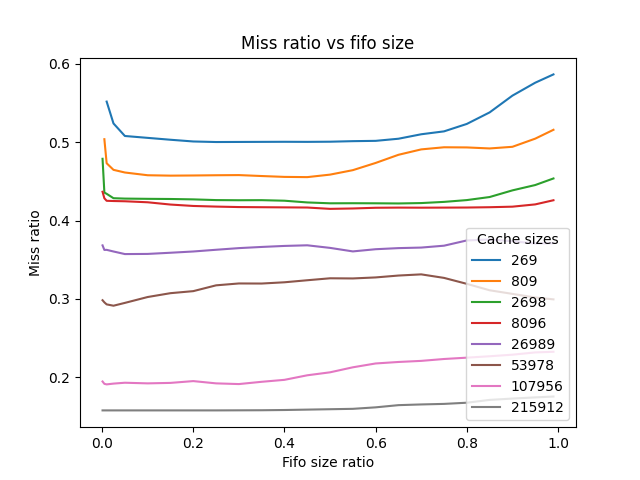 Miss ratio vs fifo size
Miss ratio
0.6
0.5
0.4
0.3
0.2
0.0 0.2 0.4 0.6 0.8 1.0
Fifo size ratio
Cache sizes
269
809
2698
8096
26989
53978
107956
215912